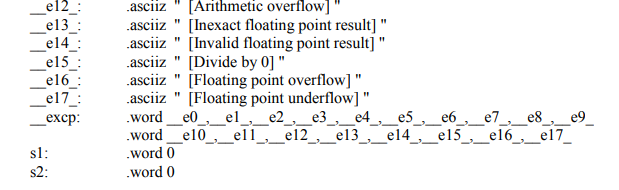 __e12_: .asciiz " [Arithmetic overflow] "
__e13_: .asciiz " [Inexact floating point result] "
__e14_: .asciiz " [Invalid floating point result] "
__e15_: .asciiz " [Divide by 0] "
__e16_: .asciiz " [Floating point overflow] "
__e17_: .asciiz " [Floating point underflow] "
__excp: .word __e0_,__e1_,__e2_,__e3_,__e4_,__e5_,__e6_,__e7_,__e8_,__e9_
.word __e10_,__e11_,__e12_,__e13_,__e14_,__e15_,__e16_,__e17_
s1: .word 0
s2: .word 0